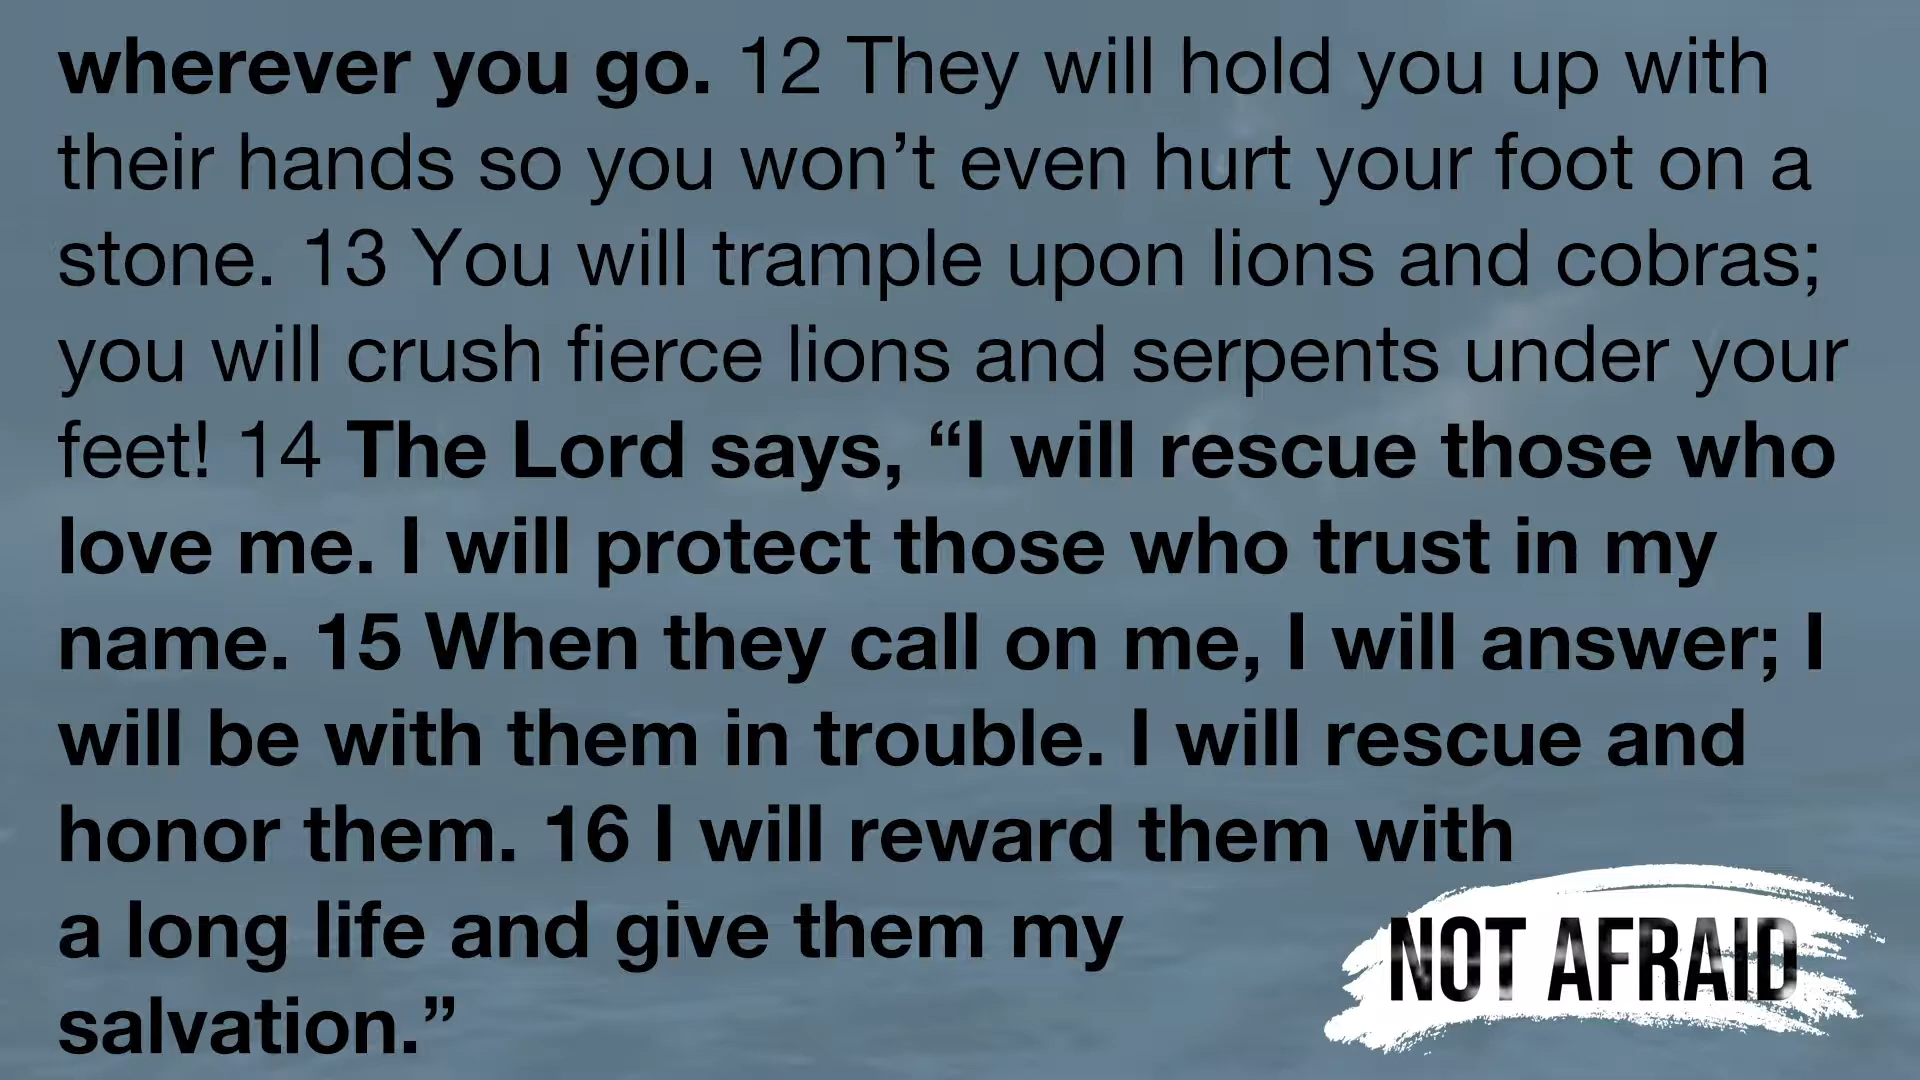 wherever you go. 12 They will hold you up with
their hands so you won’t even hurt your foot on a
stone. 13 You will trample upon lions and cobras;
you will crush fierce lions and serpents under your
feet! 14 The Lord says, “I will rescue those who
love me. I will protect those who trust in my
name. 15 When they call on me, I will answer; I
will be with them in trouble. I will rescue and
honor them. 16 I will reward them with
a long life and give them my
salvation.”
NOT AFRAID